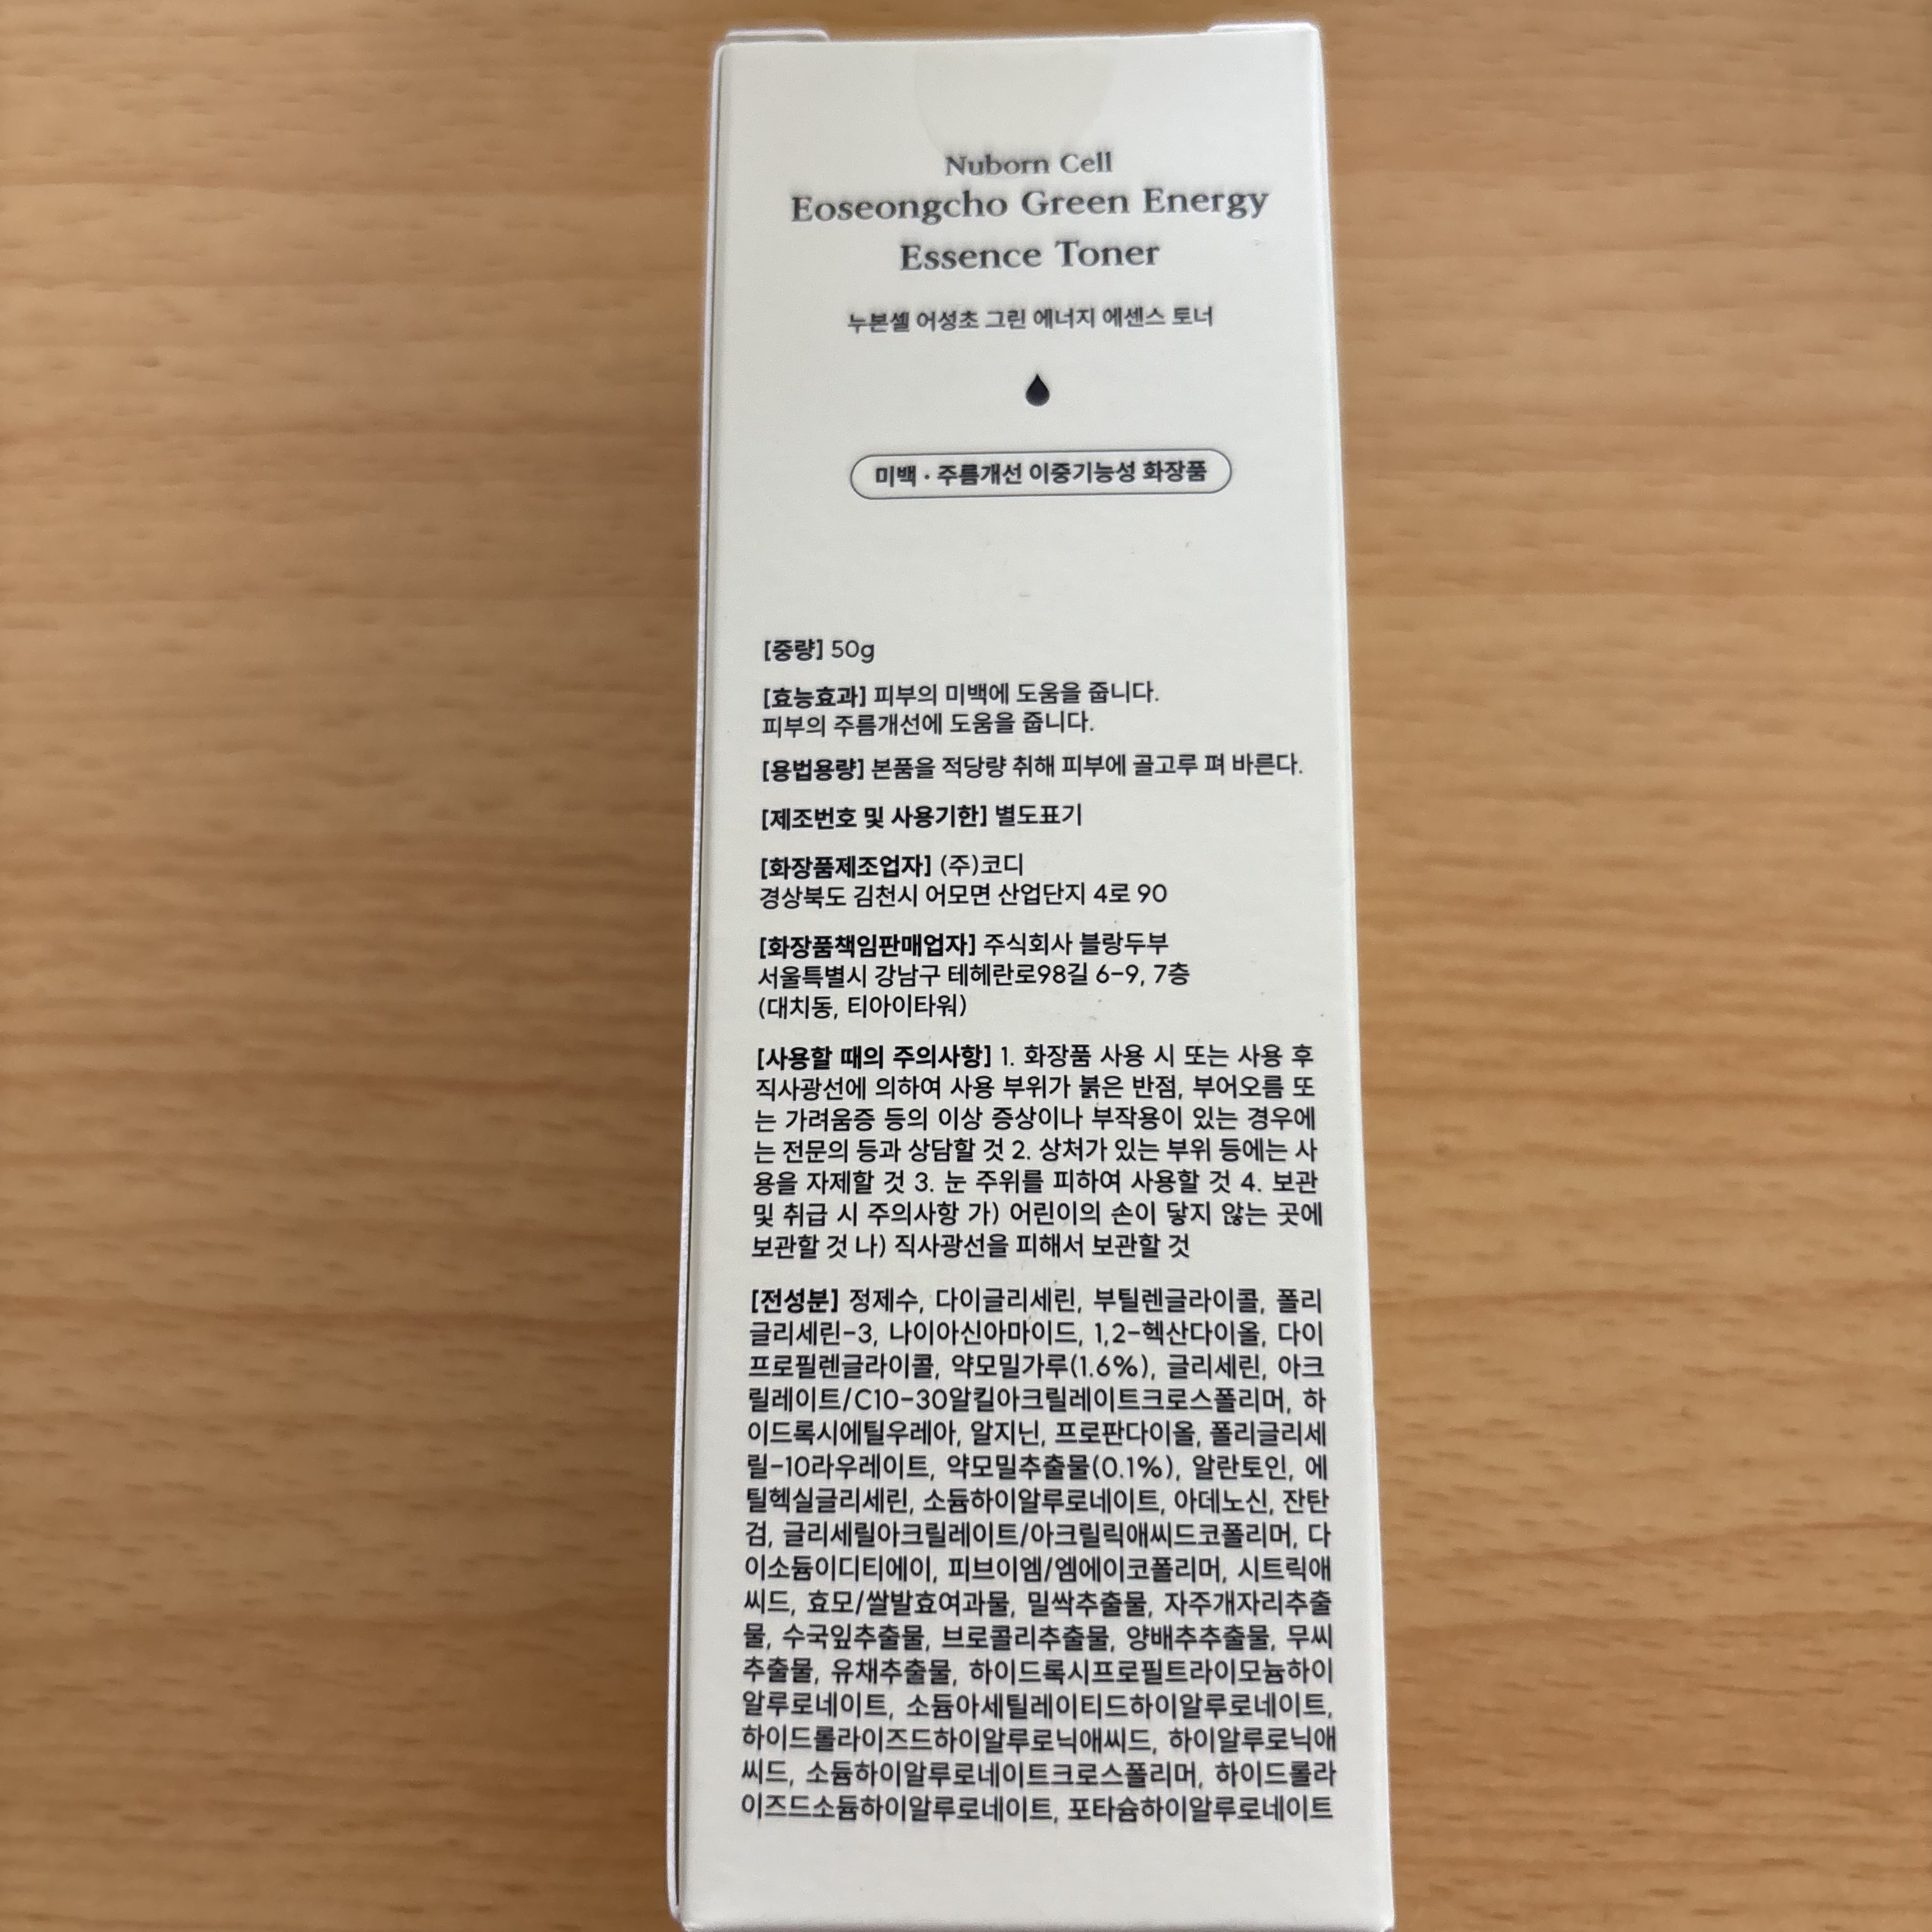 Nuborn Cell
Eoseongcho Green Energy
Essence Toner
누본셀 어성초 그린 에너지 에센스 토너
미백 · 주름개선 이중기능성 화장품
[중량] 50g
[효능효과] 피부의 미백에 도움을 줍니다.
피부의 주름개선에 도움을 줍니다.
[용법용량] 본품을 적당량 취해 피부에 골고루 펴 바른다.
[제조번호 및 사용기한] 별도표기
[화장품제조업자] (주)코디
경상북도 김천시 어모면 산업단지 4로 90
[화장품책임판매업자] 주식회사 블랑두부
서울특별시 강남구 테헤란로98길 6-9, 7층
(대치동, 티아이타워)
[사용할 때의 주의사항] 1. 화장품 사용 시 또는 사용 후
직사광선에 의하여 사용 부위가 붉은 반점, 부어오름 또
는 가려움증 등의 이상 증상이나 부작용이 있는 경우에
는 전문의 등과 상담할 것 2. 상처가 있는 부위 등에는 사
용을 자제할 것 3. 눈 주위를 피하여 사용할 것 4. 보관
및 취급 시 주의사항 가) 어린이의 손이 닿지 않는 곳에
보관할 것 나) 직사광선을 피해서 보관할 것
[전성분] 정제수, 다이글리세린, 부틸렌글라이콜, 폴리
글리세린-3, 나이아신아마이드, 1,2-헥산다이올, 다이
프로필렌글라이콜, 약모밀가루(1.6%), 글리세린, 아크
릴레이트/C10-30알킬아크릴레이트크로스폴리머, 하
이드록시에틸우레아, 알지닌, 프로판다이올, 폴리글리세
릴-10라우레이트, 약모밀추출물(0.1%), 알란토인, 에
틸헥실글리세린, 소듐하이알루로네이트, 아데노신, 잔탄
검, 글리세릴아크릴레이트/아크릴릭애씨드코폴리머, 다
이소듐이디티에이, 피브이엠/엠에이코폴리머, 시트릭애
씨드, 효모/쌀발효여과물, 밀싹추출물, 자주개자리추출
물, 수국잎추출물, 브로콜리추출물, 양배추추출물, 무씨
추출물, 유채추출물, 하이드록시프로필트라이모늄하이
알루로네이트, 소듐아세틸레이티드하이알루로네이트,
하이드롤라이즈드하이알루로닉애씨드, 하이알루로닉애
씨드, 소듐하이알루로네이트크로스폴리머, 하이드롤라
이즈드소듐하이알루로네이트, 포타슘하이알루로네이트